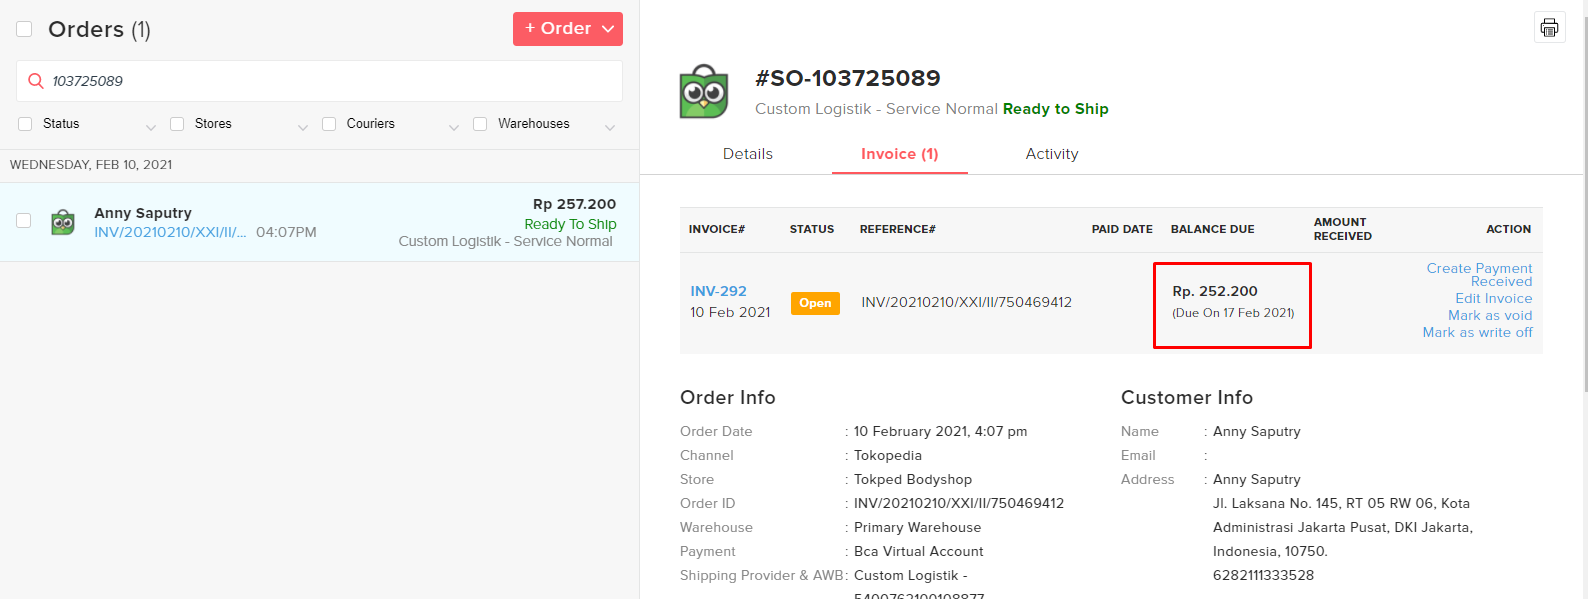 Orders (1)
+ Order
103725089
Status
Stores
Couriers
Warehouses
WEDNESDAY, FEB 10, 2021
Anny Saputry
Rp 257.200
INV/20210210/XXI/II/... 04:07PM
Ready To Ship
Custom Logistik - Service Normal
#SO-103725089
Custom Logistik - Service Normal Ready to Ship
Details
Invoice (1)
Activity
INVOICE#
STATUS
REFERENCE#
PAID DATE
BALANCE DUE
AMOUNT
RECEIVED
ACTION
INV-292
10 Feb 2021
Open
INV/20210210/XXI/II/750469412
Rp. 252.200
(Due On 17 Feb 2021)
Create Payment
Received
Edit Invoice
Mark as void
Mark as write off
Order Info
Order Date : 10 February 2021, 4:07 pm
Channel : Tokopedia
Store : Tokped Bodyshop
Order ID : INV/20210210/XXI/II/750469412
Warehouse : Primary Warehouse
Payment : Bca Virtual Account
Shipping Provider & AWB : Custom Logistik -
Customer Info
Name : Anny Saputry
Email :
Address : Anny Saputry
Jl. Laksana No. 145, RT 05 RW 06, Kota
Administrasi Jakarta Pusat, DKI Jakarta,
Indonesia, 10750.
6282111333528